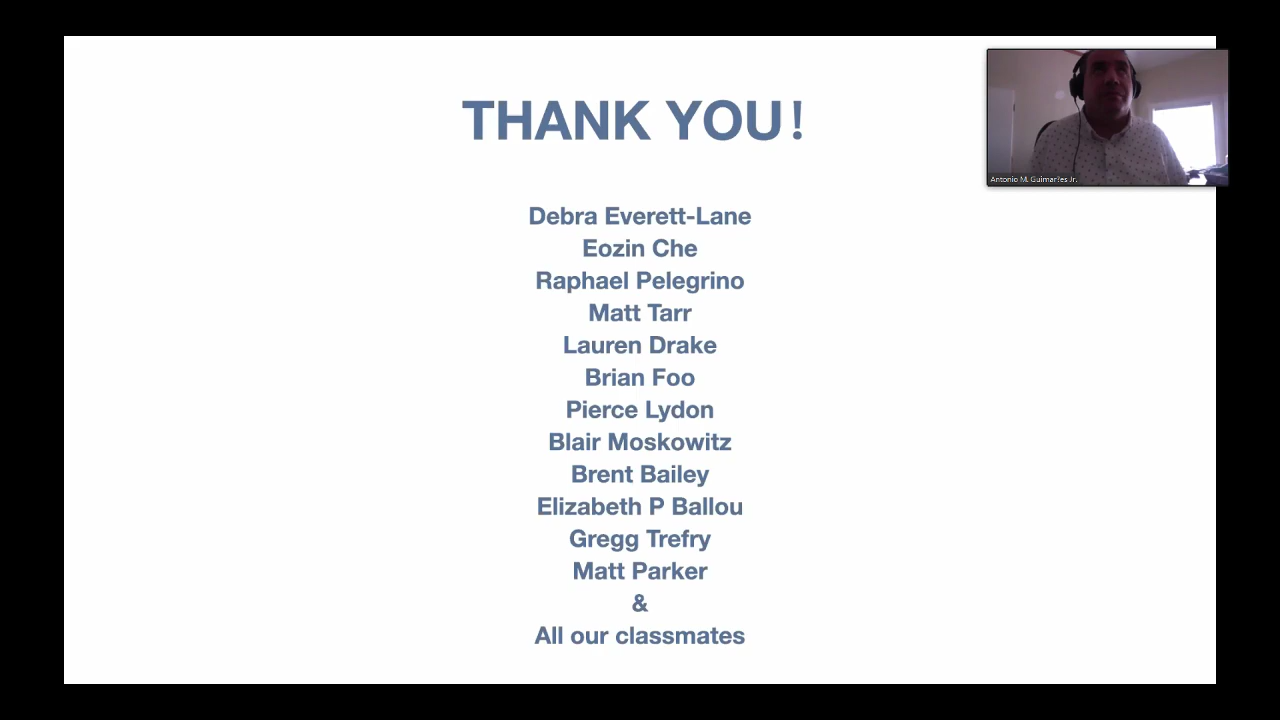 THANK YOU!
Debra Everett-Lane
Eozin Che
Raphael Pelegrino
Matt Tarr
Lauren Drake
Brian Foo
Pierce Lydon
Blair Moskowitz
Brent Bailey
Elizabeth P Ballou
Gregg Trefry
Matt Parker
&
All our classmates
Antonio M. Guimarães Jr.